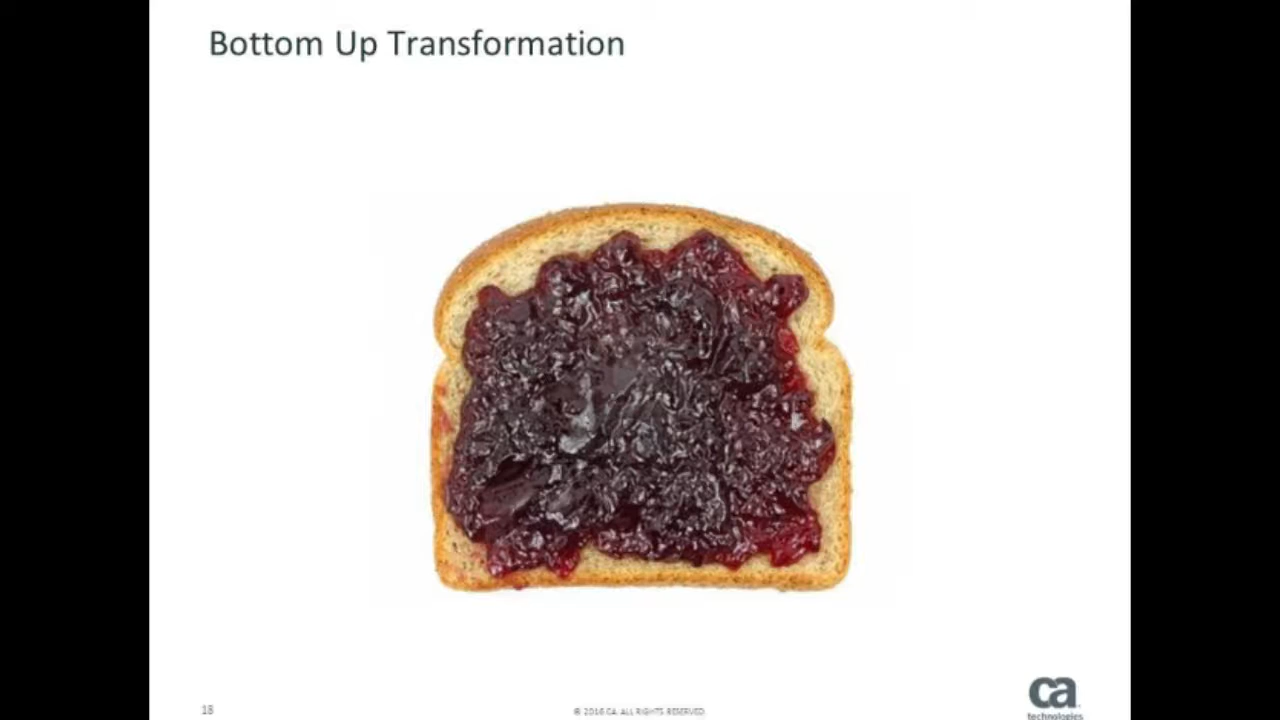 Bottom Up Transformation
18
© 2016 CA. ALL RIGHTS RESERVED.
ca
technologies